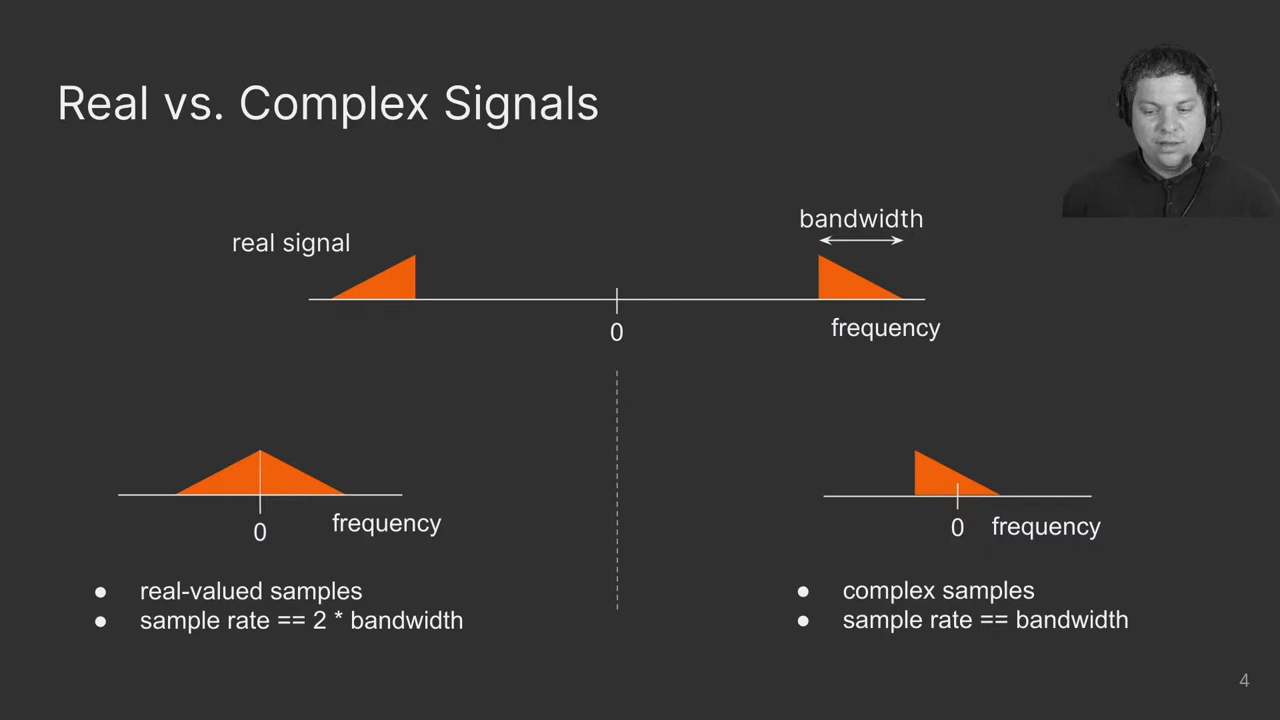 Real vs. Complex Signals
bandwidth
real signal
0
frequency
0
frequency
● real-valued samples
● sample rate == 2 * bandwidth
0
frequency
● complex samples
● sample rate == bandwidth
4